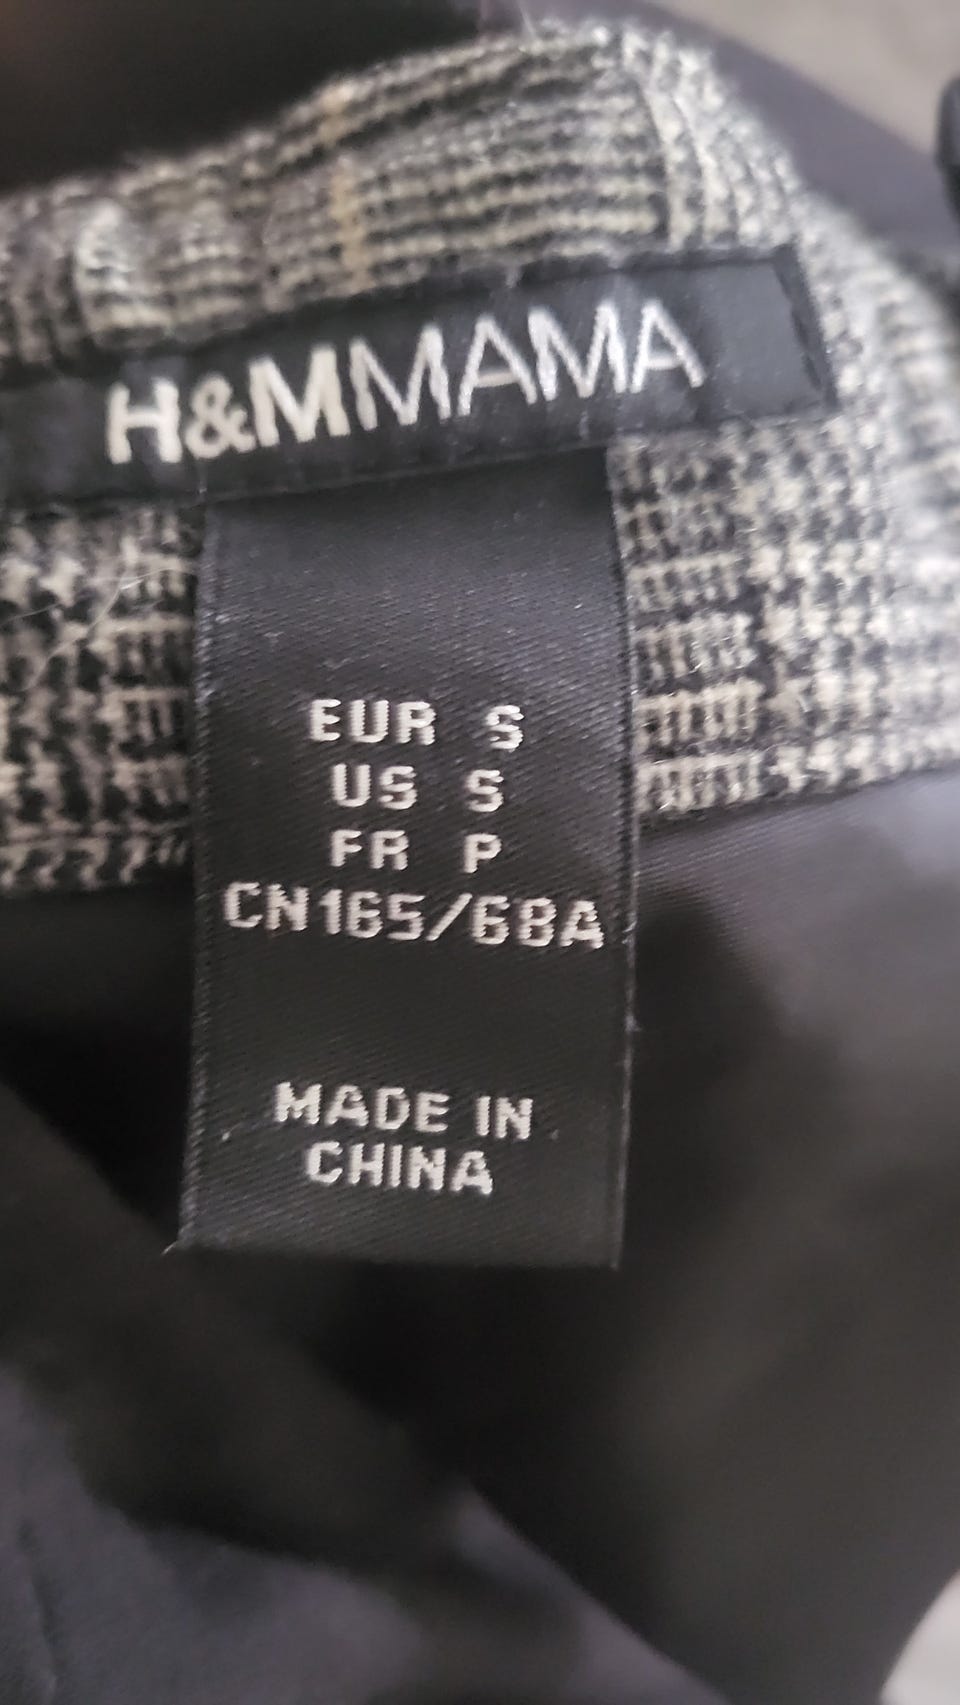 H&MMAMA
EUR S
US S
FR P
CN165/68A
MADE IN
CHINA